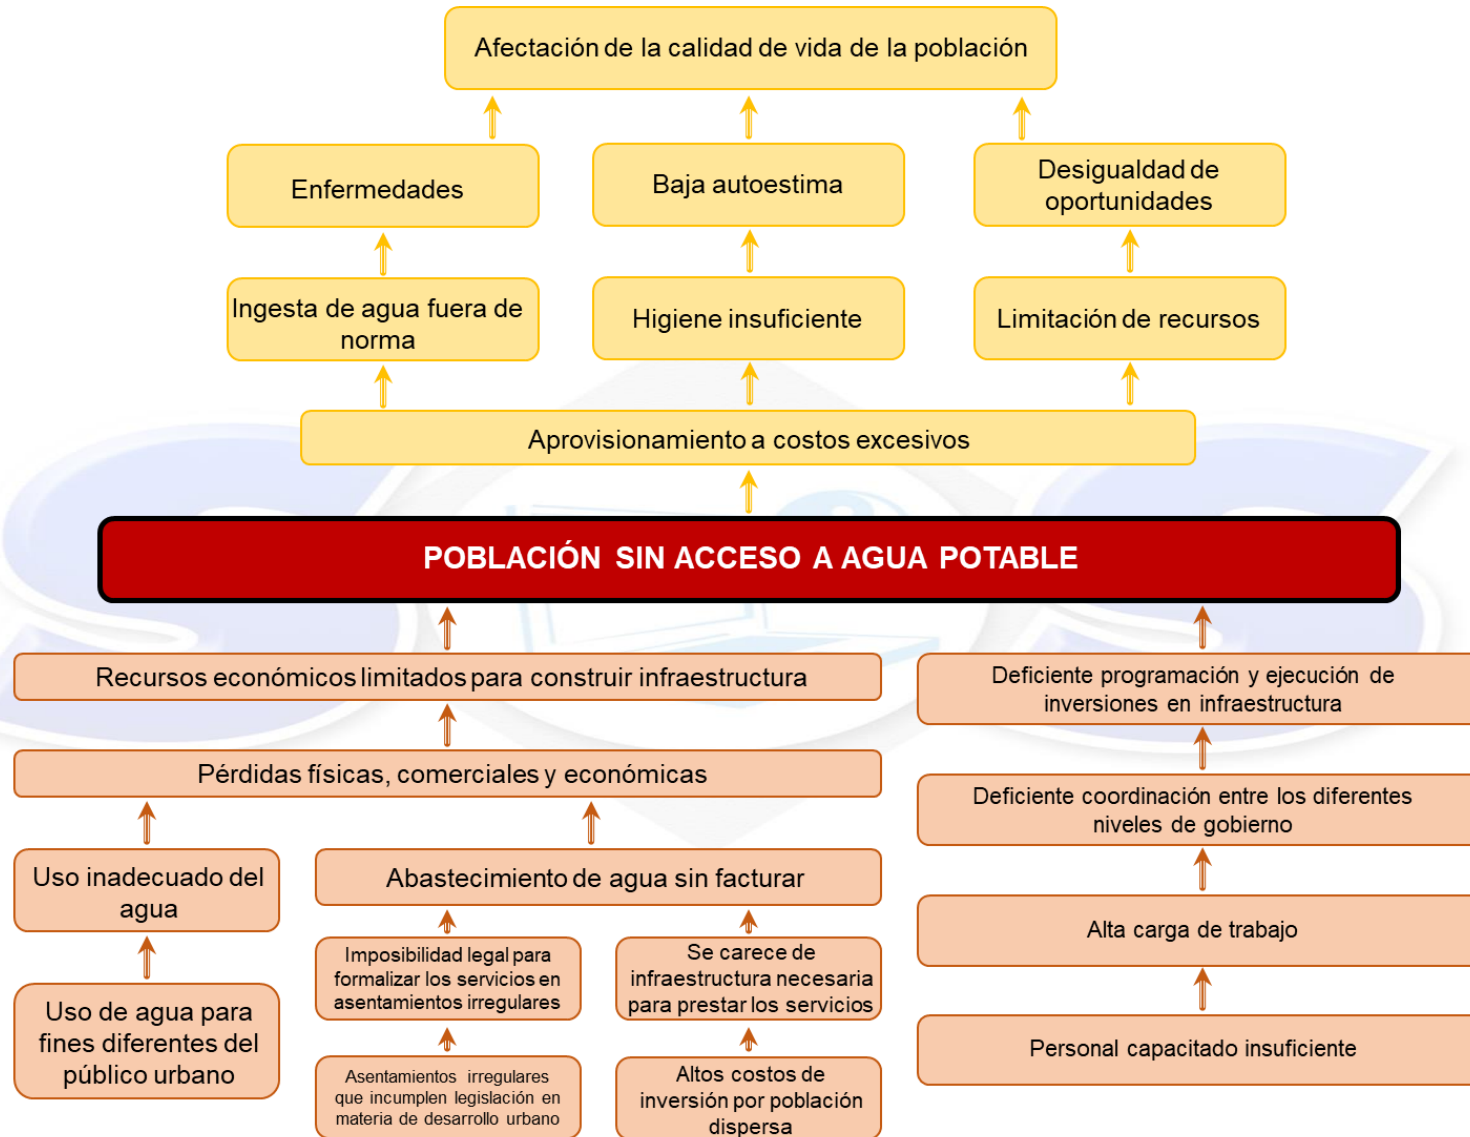 Afectación de la calidad de vida de la población
Enfermedades
Baja autoestima
Desigualdad de
oportunidades
Ingesta de agua fuera de
norma
Higiene insuficiente
Limitación de recursos
Aprovisionamiento a costos excesivos
POBLACIÓN SIN ACCESO A AGUA POTABLE
Recursos económicos limitados para construir infraestructura
Pérdidas físicas, comerciales y económicas
Uso inadecuado del
agua
Uso de agua para
fines diferentes del
público urbano
Abastecimiento de agua sin facturar
Imposibilidad legal para
formalizar los servicios en
asentamientos irregulares
Asentamientos irregulares
que incumplen legislación en
materia de desarrollo urbano
Se carece de
infraestructura necesaria
para prestar los servicios
Altos costos de
inversión por población
dispersa
Deficiente programación y ejecución de
inversiones en infraestructura
Deficiente coordinación entre los diferentes
niveles de gobierno
Alta carga de trabajo
Personal capacitado insuficiente